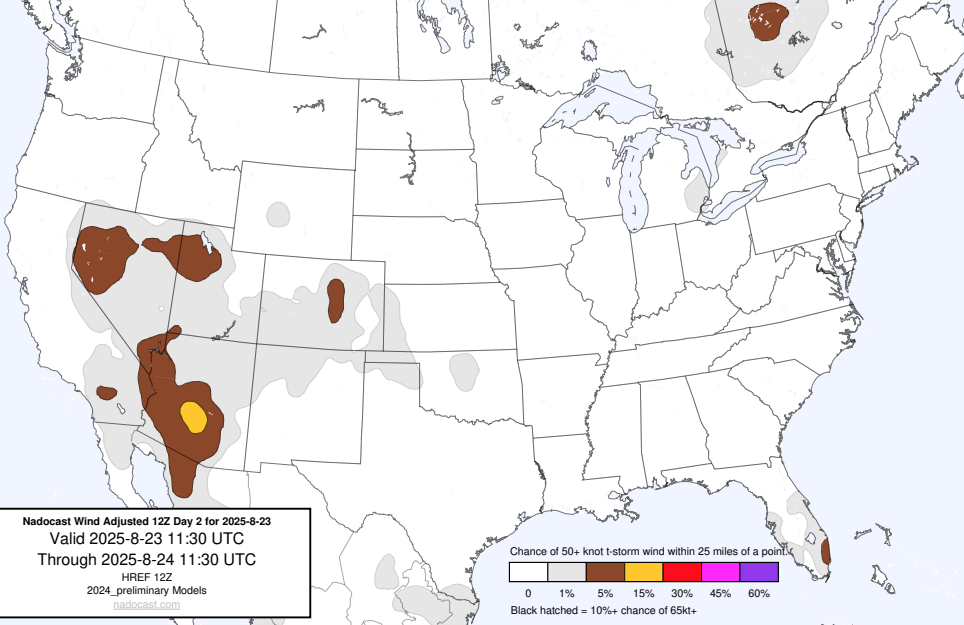 Nadocast Wind Adjusted 12Z Day 2 for 2025-8-23
Valid 2025-8-23 11:30 UTC
Through 2025-8-24 11:30 UTC
HREF 12Z
2024_preliminary Models
nadocast.com
Chance of 50+ knot t-storm wind within 25 miles of a point.
0 1% 5% 15% 30% 45% 60%
Black hatched = 10%+ chance of 65kt+